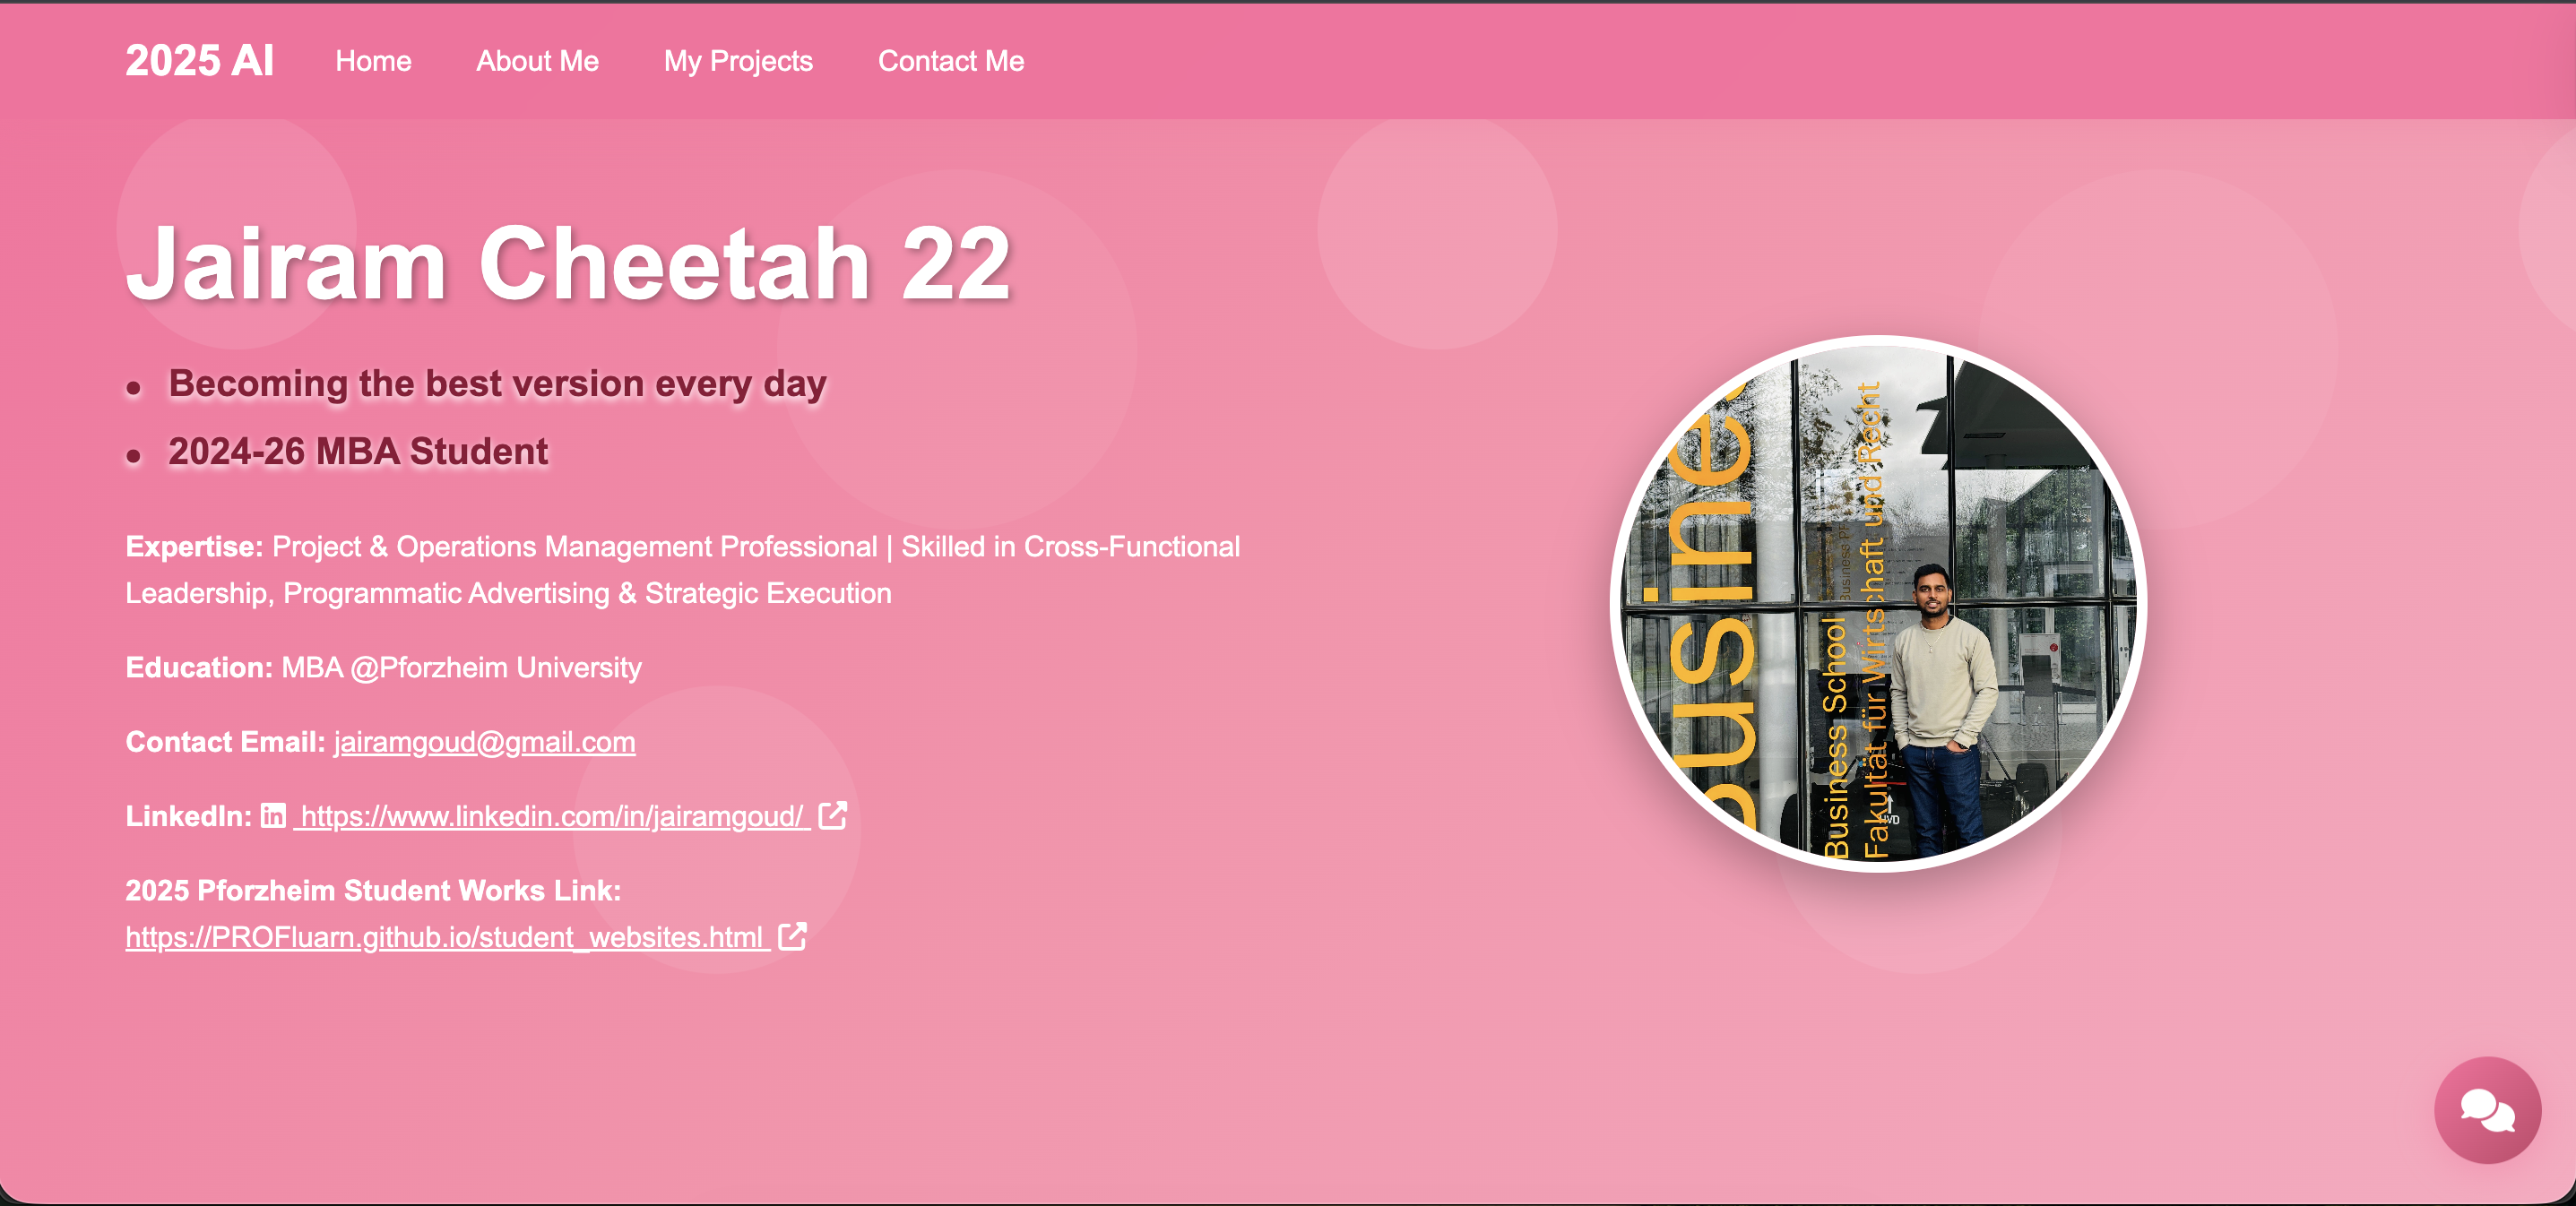 2025 AI
Home
About Me
My Projects
Contact Me
Jairam Cheetah 22
• Becoming the best version every day
• 2024-26 MBA Student
Expertise: Project & Operations Management Professional | Skilled in Cross-Functional
Leadership, Programmatic Advertising & Strategic Execution
Education: MBA @Pforzheim University
Contact Email: jairamgoud@gmail.com
LinkedIn: in https://www.linkedin.com/in/jairamgoud/
2025 Pforzheim Student Works Link:
https://PROFluarn.github.io/student_websites.html
busines
Business School
Fakultät für Wirtschaft und Recht